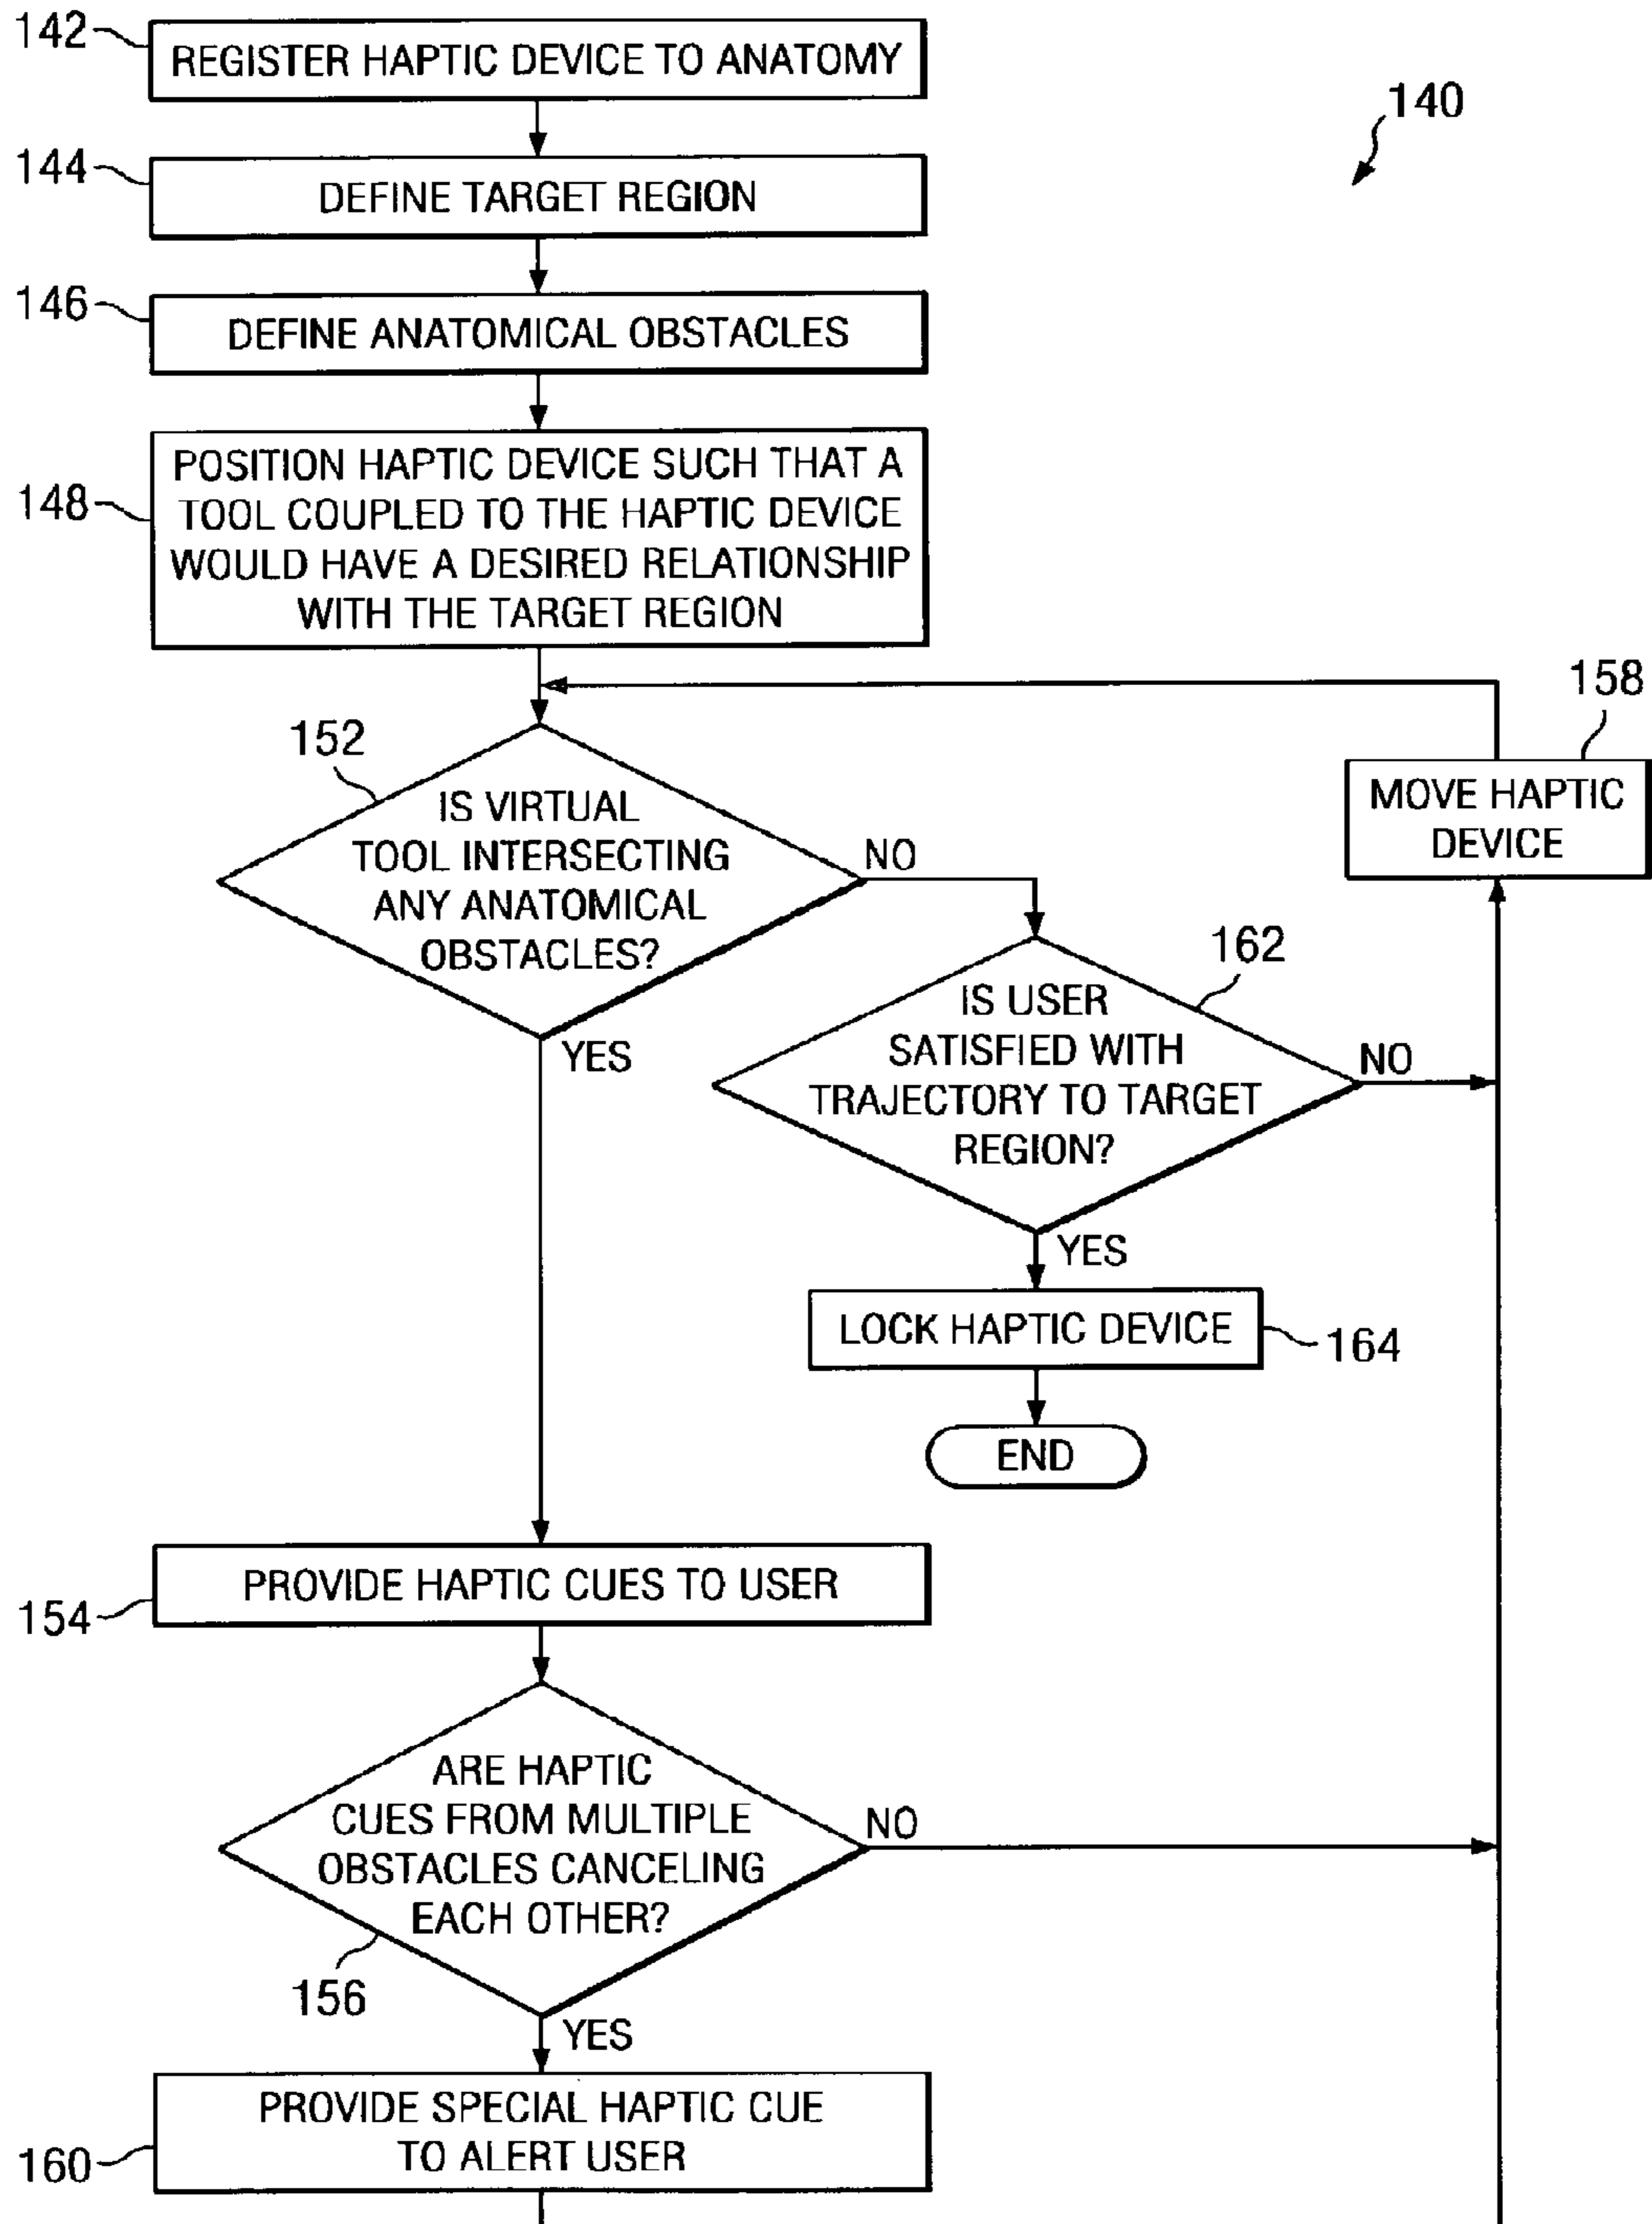 142
REGISTER HAPTIC DEVICE TO ANATOMY
140
144
DEFINE TARGET REGION
146
DEFINE ANATOMICAL OBSTACLES
148
POSITION HAPTIC DEVICE SUCH THAT A
TOOL COUPLED TO THE HAPTIC DEVICE
WOULD HAVE A DESIRED RELATIONSHIP
WITH THE TARGET REGION
158
MOVE HAPTIC
DEVICE
152
IS VIRTUAL
TOOL INTERSECTING
ANY ANATOMICAL
OBSTACLES?
NO
YES
162
IS USER
SATISFIED WITH
TRAJECTORY TO TARGET
REGION?
NO
YES
LOCK HAPTIC DEVICE
164
END
PROVIDE HAPTIC CUES TO USER
154
ARE HAPTIC
CUES FROM MULTIPLE
OBSTACLES CANCELING
EACH OTHER?
NO
156
YES
PROVIDE SPECIAL HAPTIC CUE
TO ALERT USER
160